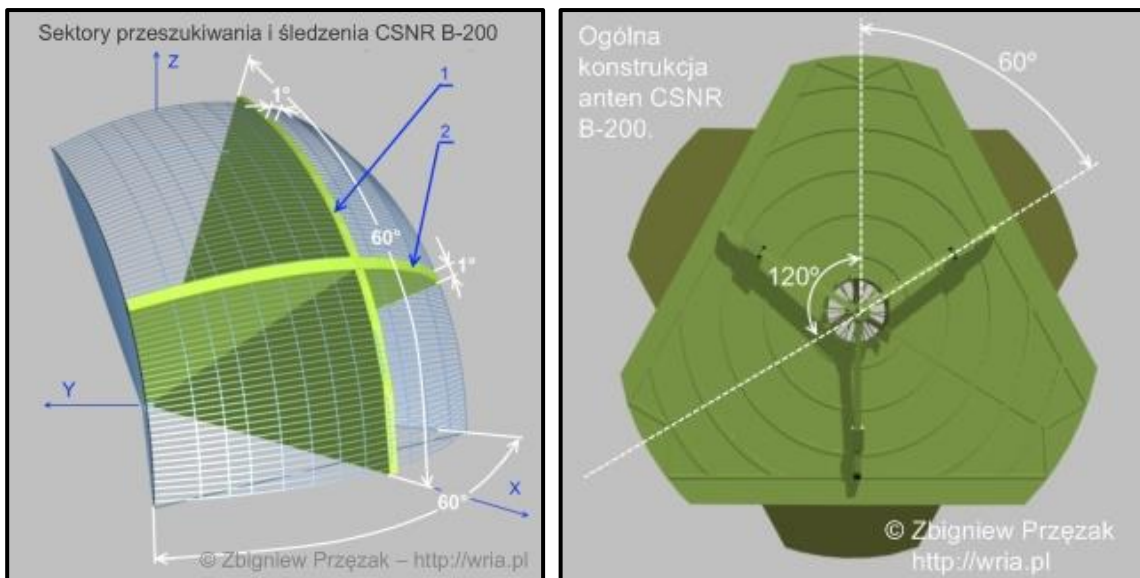 Sektory przeszukiwania i śledzenia CSNR B-200
Z
1
1°
2
60°
1°
Y
X
60°
© Zbigniew Przęzak – http://wria.pl
Ogólna
konstrukcja
anten CSNR
B-200.
60°
120º
© Zbigniew Przęzak
http://wria.pl